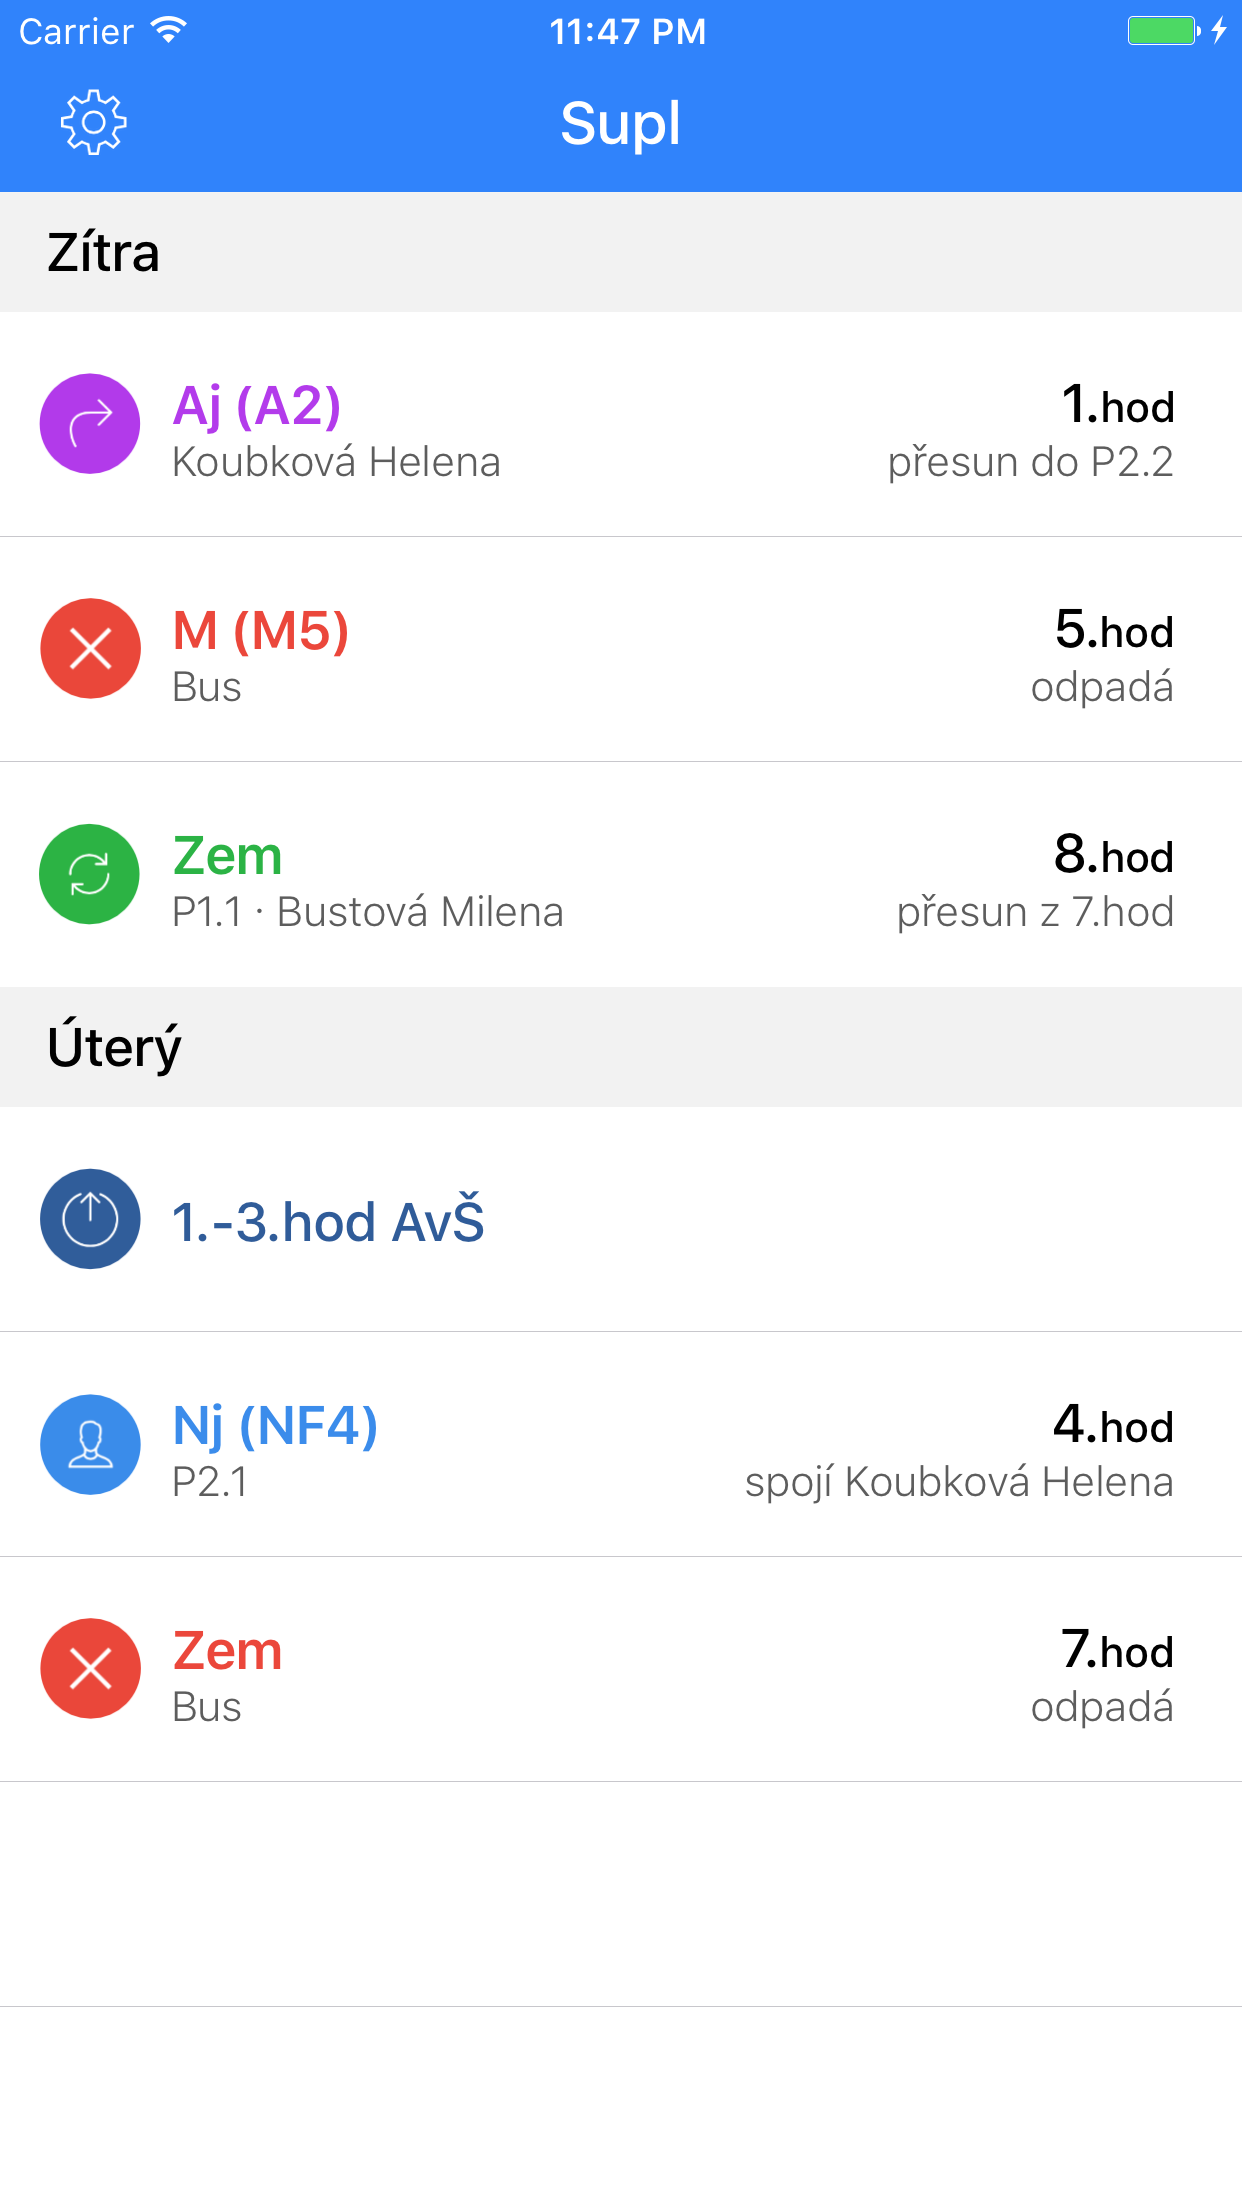 Carrier 11:47 PM
Supl
Zítra
Aj (A2) 1.hod
Koubková Helena přesun do P2.2
M (M5) 5.hod
Bus odpadá
Zem 8.hod
P1.1 · Bustová Milena přesun z 7.hod
Úterý
1.-3.hod AvŠ
Nj (NF4) 4.hod
P2.1 spojí Koubková Helena
Zem 7.hod
Bus odpadá